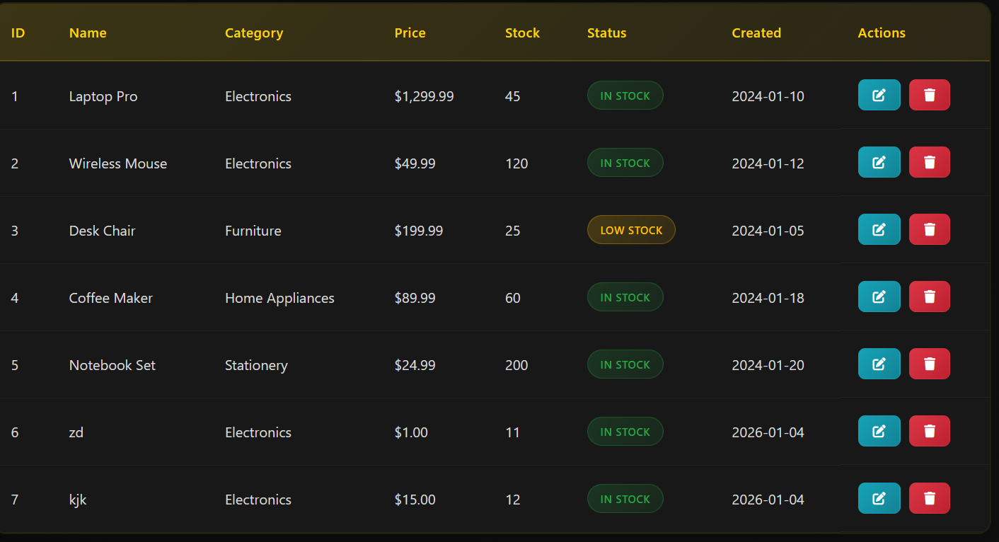 ID Name Category Price Stock Status Created Actions
1 Laptop Pro Electronics $1,299.99 45 IN STOCK 2024-01-10
2 Wireless Mouse Electronics $49.99 120 IN STOCK 2024-01-12
3 Desk Chair Furniture $199.99 25 LOW STOCK 2024-01-05
4 Coffee Maker Home Appliances $89.99 60 IN STOCK 2024-01-18
5 Notebook Set Stationery $24.99 200 IN STOCK 2024-01-20
6 zd Electronics $1.00 11 IN STOCK 2026-01-04
7 kjk Electronics $15.00 12 IN STOCK 2026-01-04